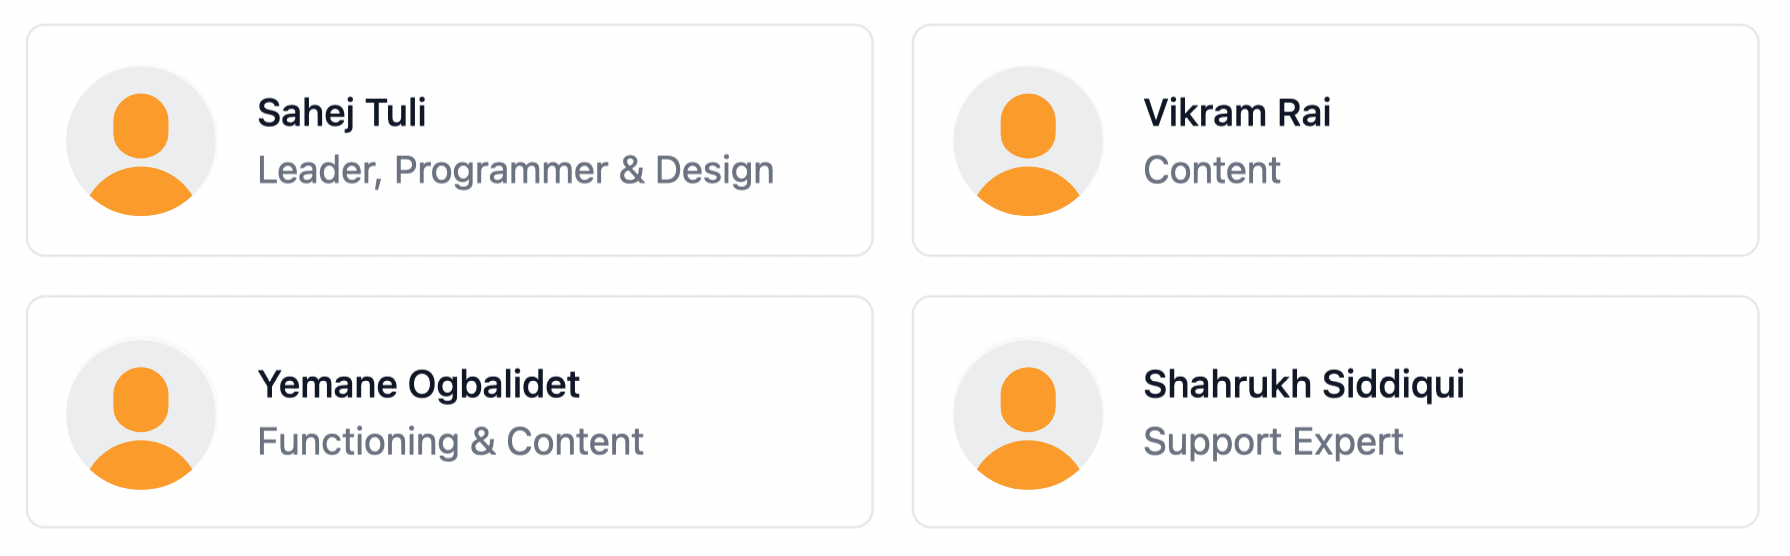 Sahej Tuli
Leader, Programmer & Design
Vikram Rai
Content
Yemane Ogbalidet
Functioning & Content
Shahrukh Siddiqui
Support Expert